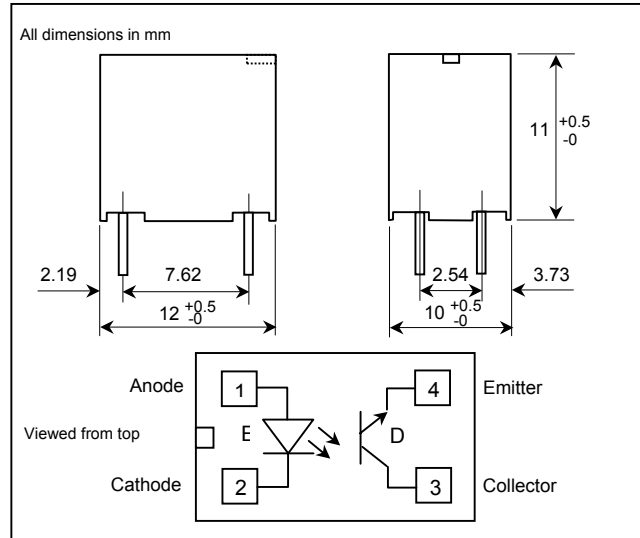 All dimensions in mm
11 +0.5 -0
2.19 7.62 2.54 3.73
12 +0.5 -0 10 +0.5 -0
Anode 1 4 Emitter
Viewed from top E D
Cathode 2 3 Collector